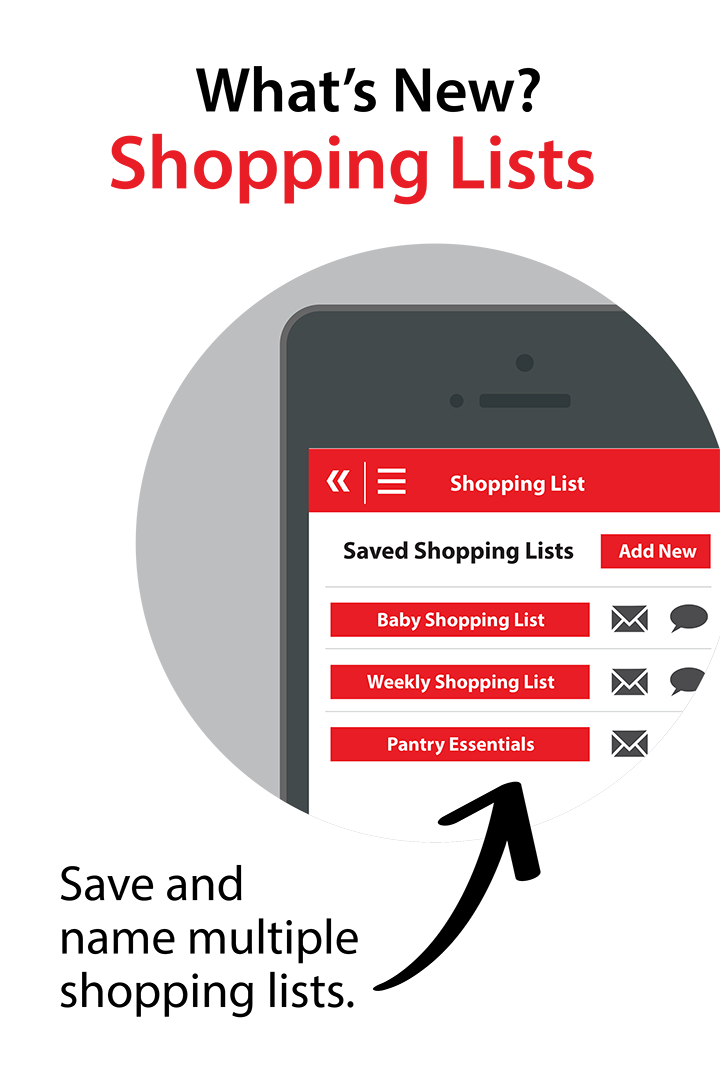 What’s New?
Shopping Lists
Shopping List
Saved Shopping Lists
Add New
Baby Shopping List
Weekly Shopping List
Pantry Essentials
Save and
name multiple
shopping lists.